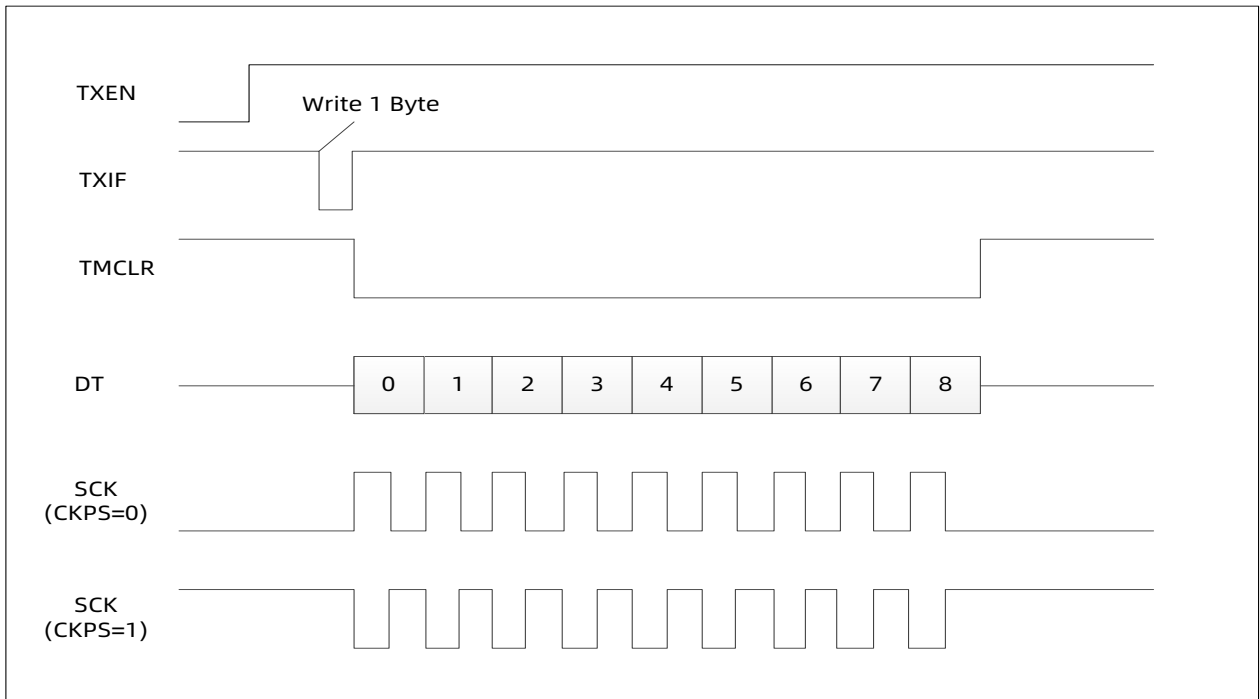 TXEN
Write 1 Byte
TXIF
TMCLR
DT
0 1 2 3 4 5 6 7 8
SCK
(CKPS=0)
SCK
(CKPS=1)